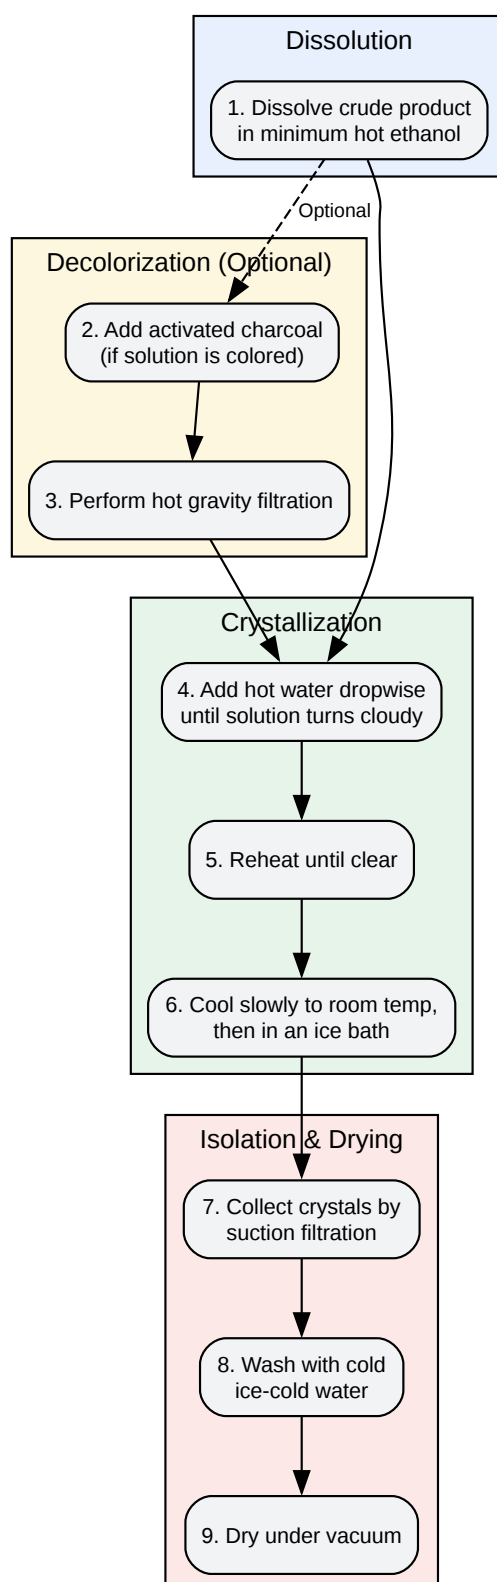 Dissolution
1. Dissolve crude product
in minimum hot ethanol
Optional
Decolorization (Optional)
2. Add activated charcoal
(if solution is colored)
3. Perform hot gravity filtration
Crystallization
4. Add hot water dropwise
until solution turns cloudy
5. Reheat until clear
6. Cool slowly to room temp,
then in an ice bath
Isolation & Drying
7. Collect crystals by
suction filtration
8. Wash with cold
ice-cold water
9. Dry under vacuum